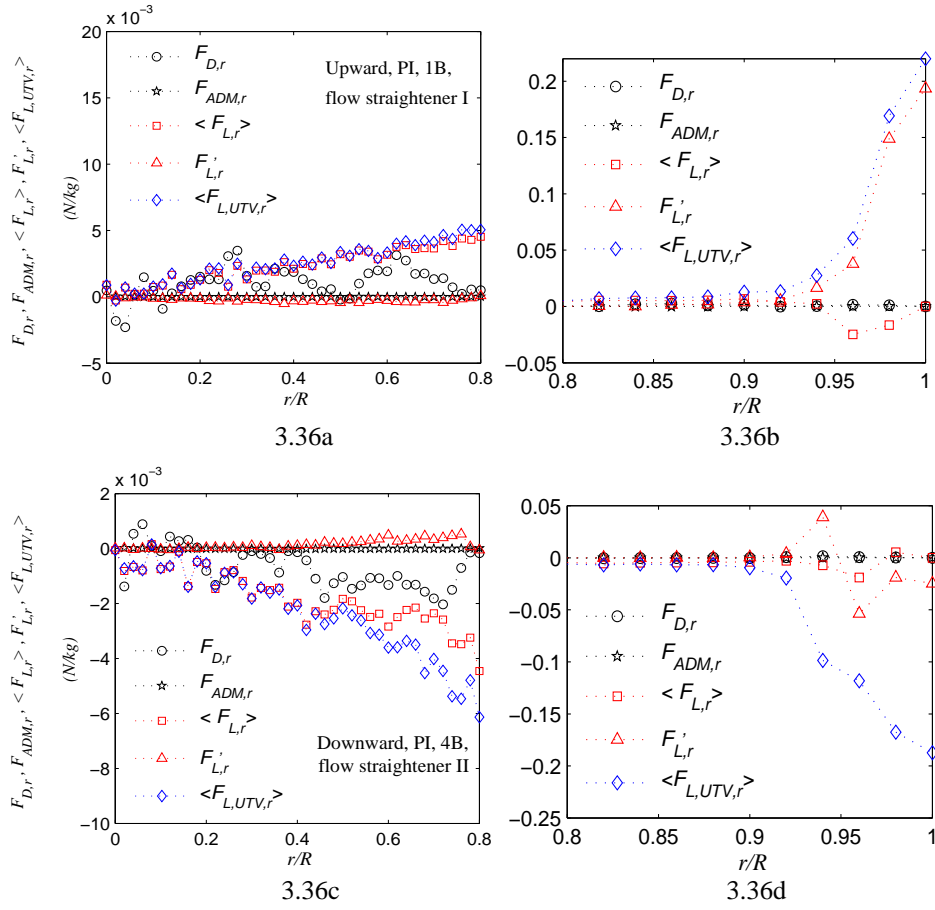 x 10⁻³
20
15
10
5
0
−5
0 0.2 0.4 0.6 0.8
F_{D,r}, F_{ADM,r}, <F_{L,r}>, F'_{L,r}, <F_{L,UTV,r}>
(N/kg)
F_{D,r}
F_{ADM,r}
<F_{L,r}>
F'_{L,r}
<F_{L,UTV,r}>
Upward, PI, 1B,
flow straightener I
r/R
3.36a
0.2
0.15
0.1
0.05
0
−0.05
0.8 0.85 0.9 0.95 1
F_{D,r}
F_{ADM,r}
<F_{L,r}>
F'_{L,r}
<F_{L,UTV,r}>
r/R
3.36b
x 10⁻³
2
0
−2
−4
−6
−8
−10
0 0.2 0.4 0.6 0.8
F_{D,r}, F_{ADM,r}, <F_{L,r}>, F'_{L,r}, <F_{L,UTV,r}>
(N/kg)
F_{D,r}
F_{ADM,r}
<F_{L,r}>
F'_{L,r}
<F_{L,UTV,r}>
Downward, PI, 4B,
flow straightener II
r/R
3.36c
0.05
0
−0.05
−0.1
−0.15
−0.2
−0.25
0.8 0.85 0.9 0.95 1
F_{D,r}
F_{ADM,r}
<F_{L,r}>
F'_{L,r}
<F_{L,UTV,r}>
r/R
3.36d